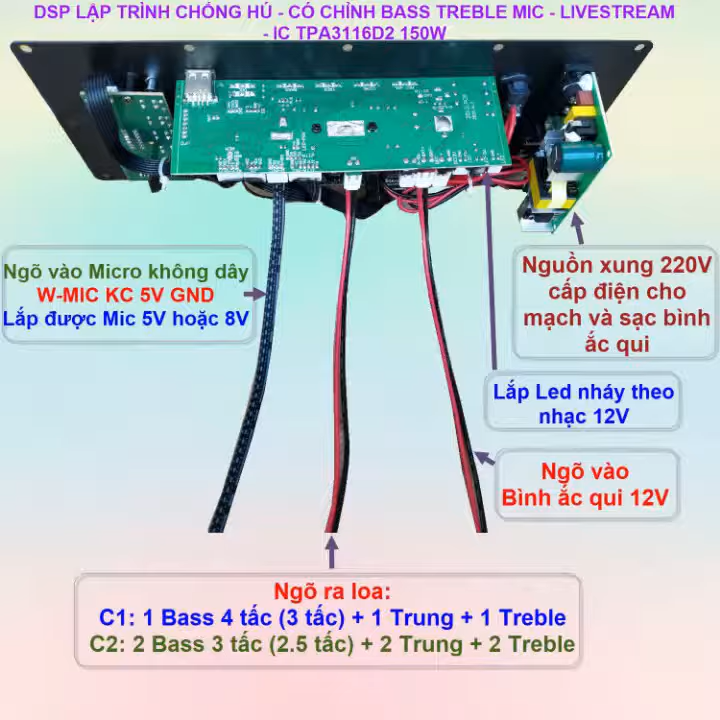 DSP LẬP TRÌNH CHỐNG HÚ - CÓ CHỈNH BASS TREBLE MIC - LIVESTREAM
- IC TPA3116D2 150W
Ngõ vào Micro không dây
W-MIC KC 5V GND
Lắp được Mic 5V hoặc 8V
Nguồn xung 220V
cấp điện cho
mạch và sạc bình
ắc qui
Lắp Led nháy theo
nhạc 12V
Ngõ vào
Bình ắc qui 12V
Ngõ ra loa:
C1: 1 Bass 4 tấc (3 tấc) + 1 Trung + 1 Treble
C2: 2 Bass 3 tấc (2.5 tấc) + 2 Trung + 2 Treble